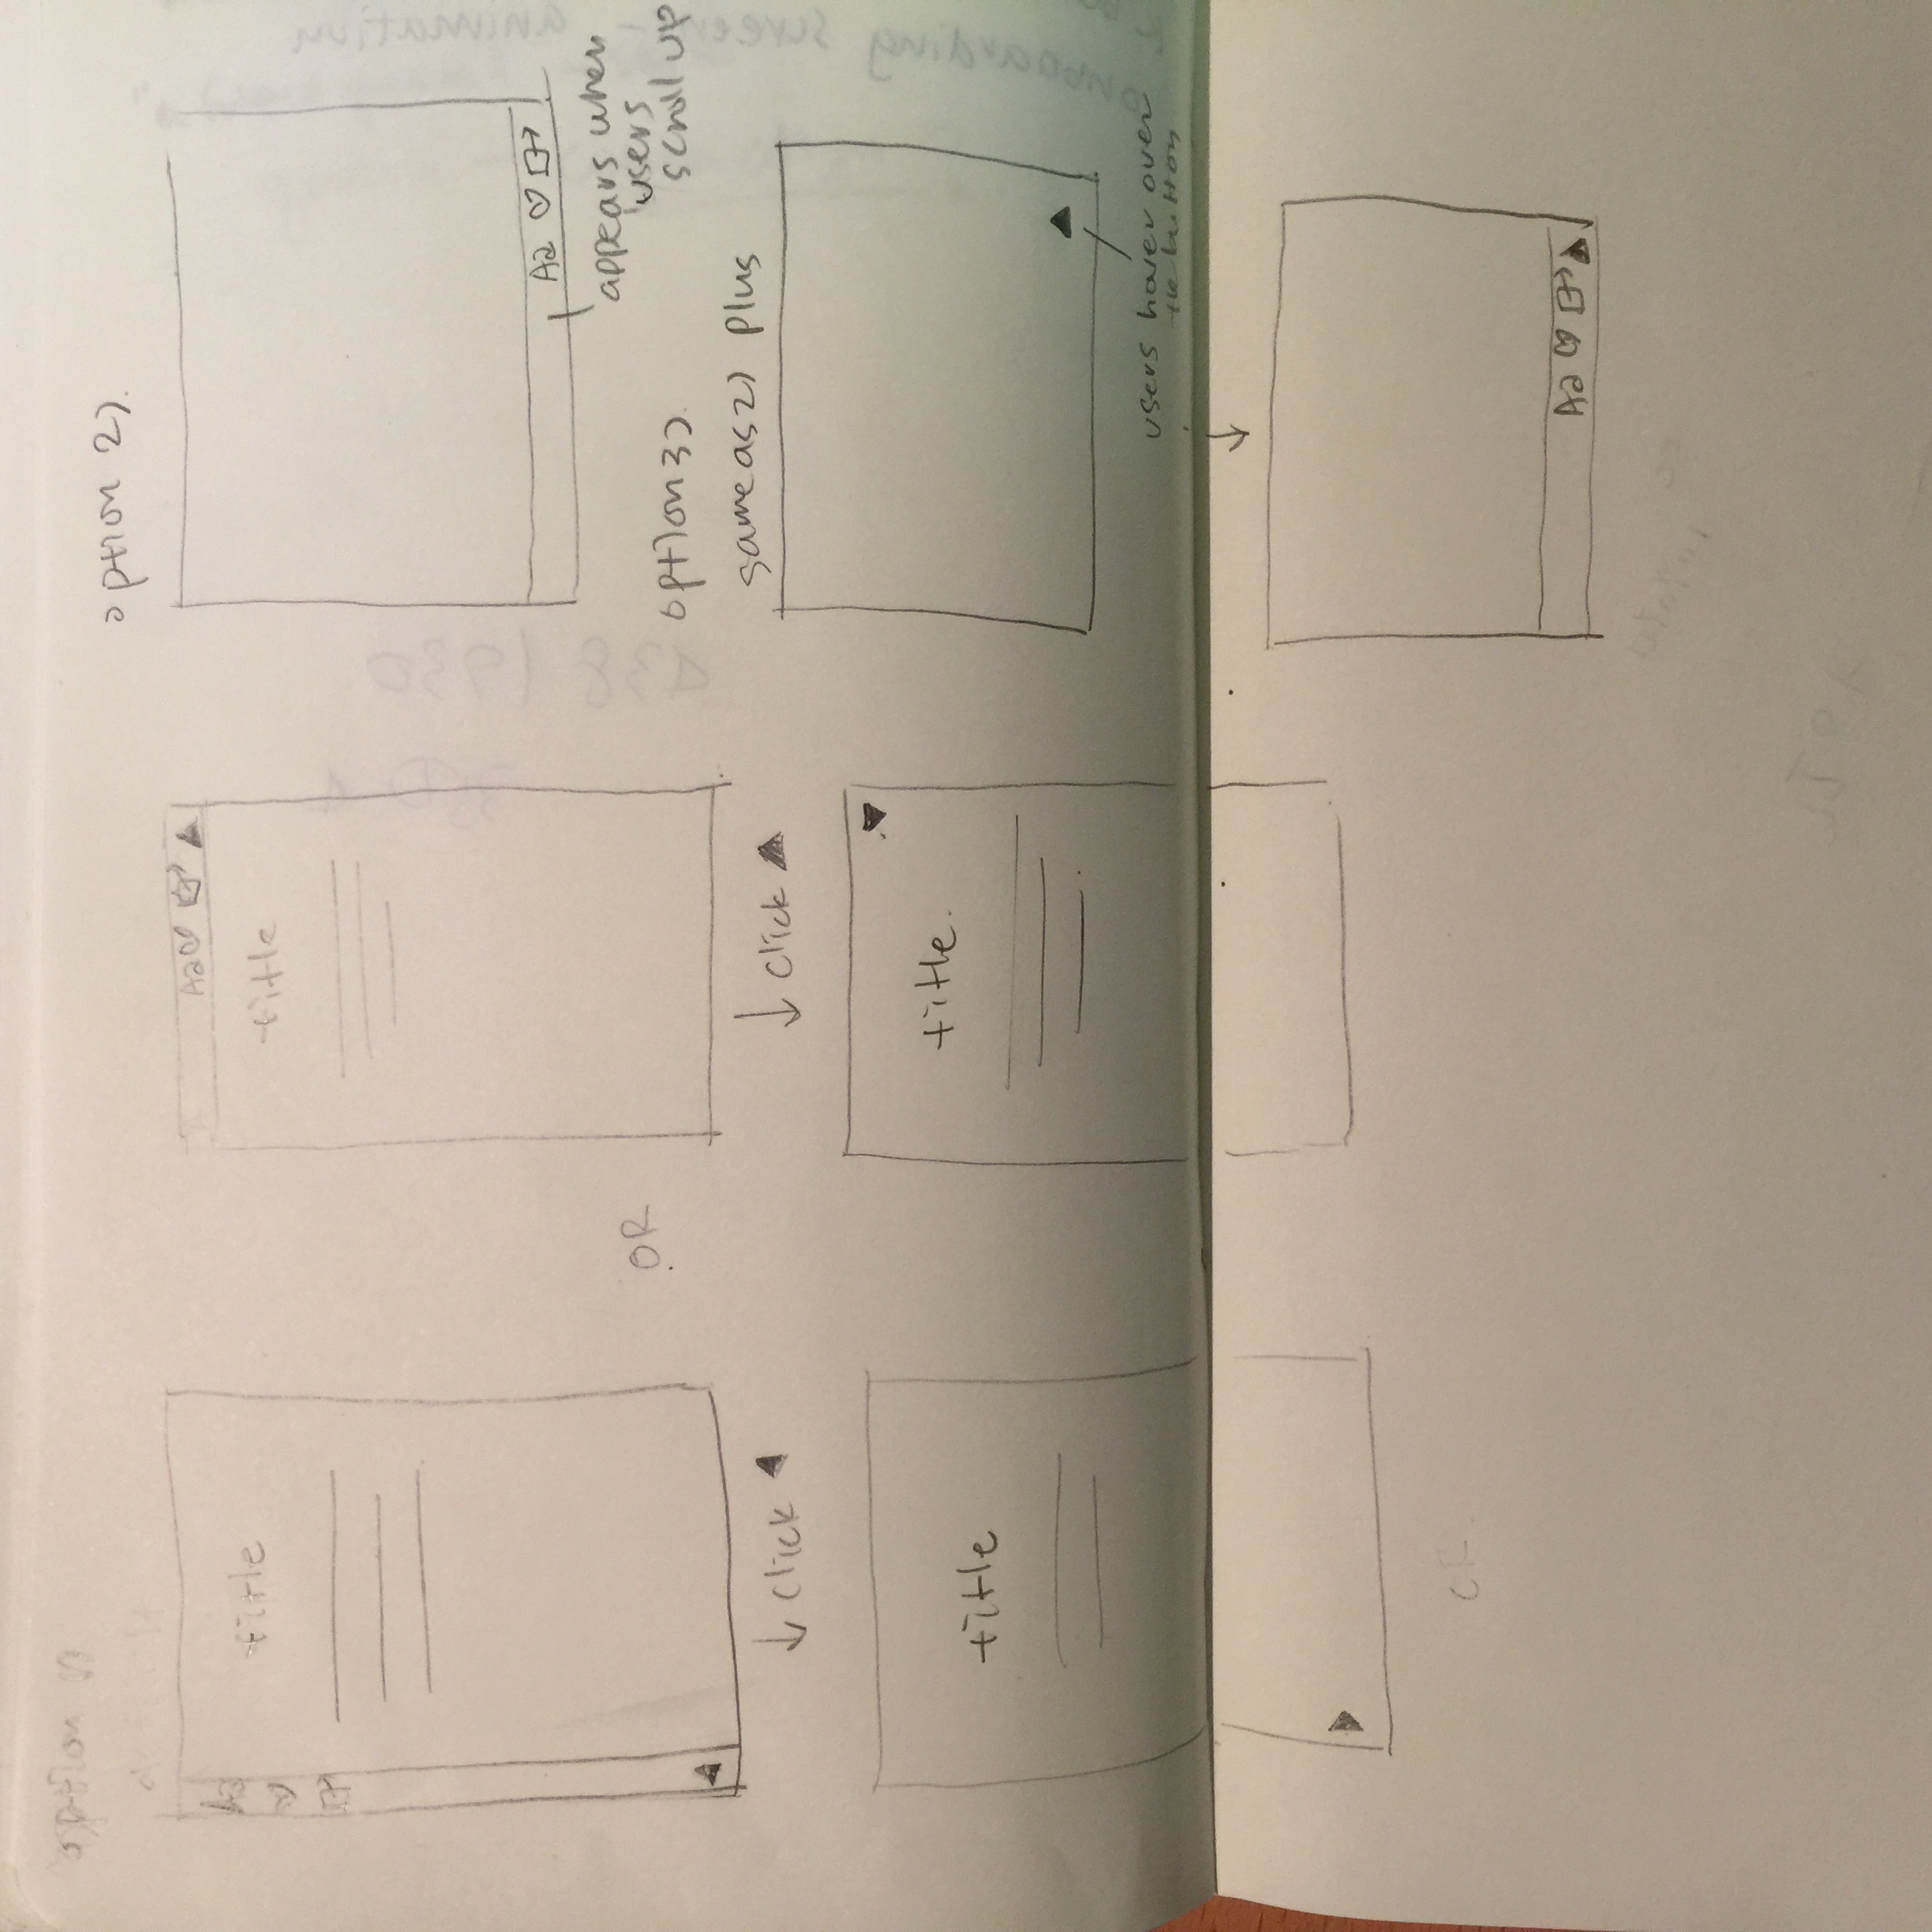 option 1)
default
Aa
title
↓ click ◀
title
OR
OR
Aa
title
↓ click ▲
title.
option 2).
Aa
appears when
users
scroll up
option 3)
same as 2) plus
users hover over
the button
↓
Aa